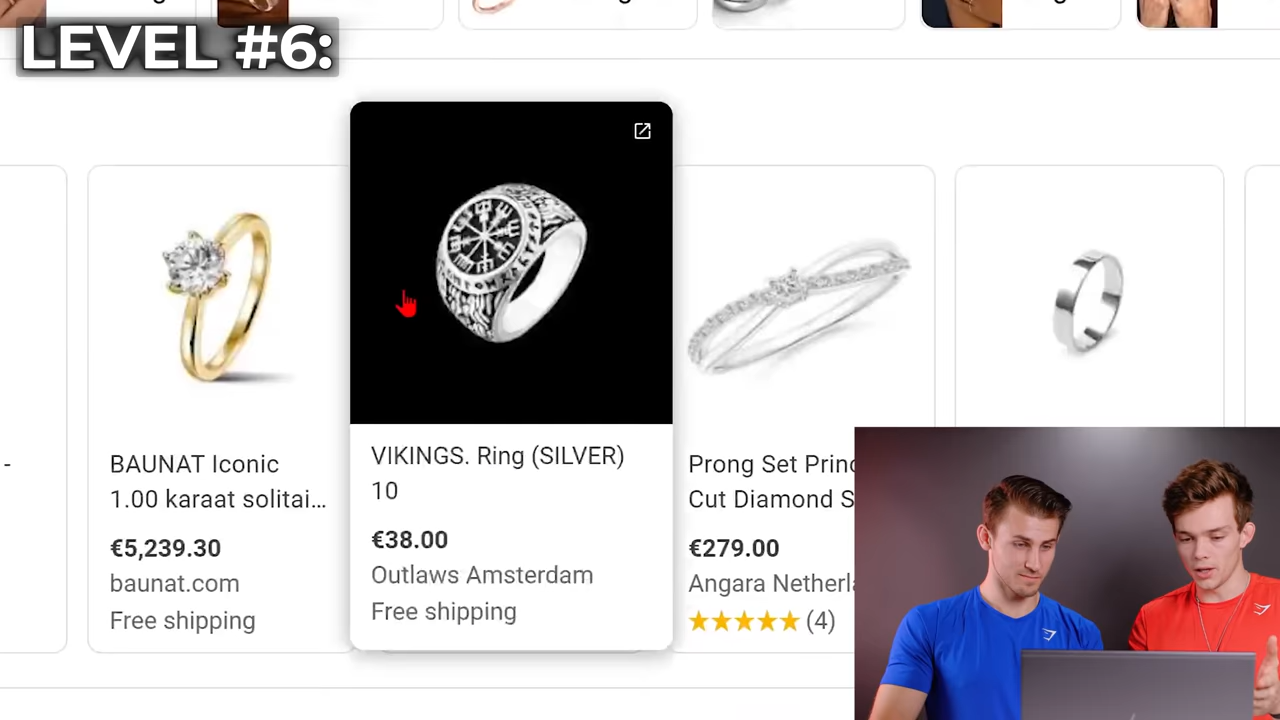 LEVEL #6:
-
BAUNAT Iconic
1.00 karaat solitai...
€5,239.30
baunat.com
Free shipping
VIKINGS. Ring (SILVER)
10
€38.00
Outlaws Amsterdam
Free shipping
Prong Set Princ
Cut Diamond S
€279.00
Angara Netherla
(4)